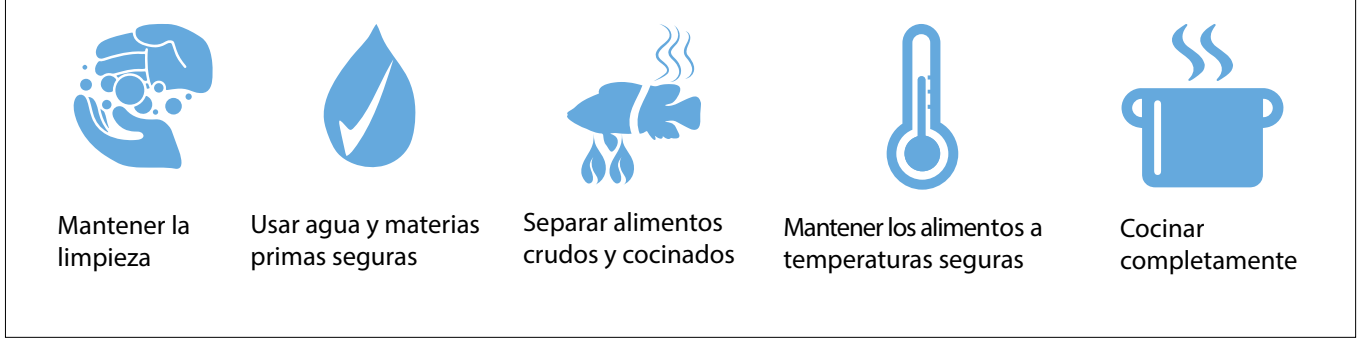 Mantener la
limpieza
Usar agua y materias
primas seguras
Separar alimentos
crudos y cocinados
Mantener los alimentos a
temperaturas seguras
Cocinar
completamente